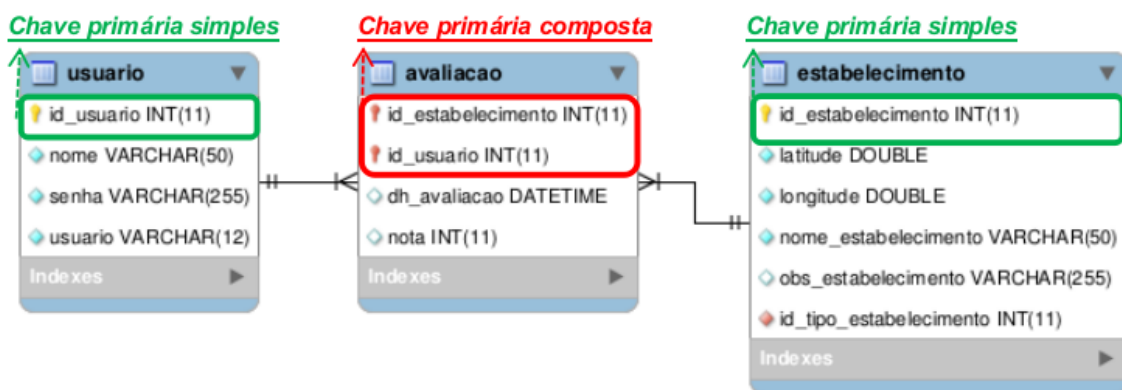 Chave primária simples
usuario
id_usuario INT(11)
nome VARCHAR(50)
senha VARCHAR(255)
usuario VARCHAR(12)
Indexes
Chave primária composta
avaliacao
id_estabelecimento INT(11)
id_usuario INT(11)
dh_avaliacao DATETIME
nota INT(11)
Indexes
Chave primária simples
estabelecimento
id_estabelecimento INT(11)
latitude DOUBLE
longitude DOUBLE
nome_estabelecimento VARCHAR(50)
obs_estabelecimento VARCHAR(255)
id_tipo_estabelecimento INT(11)
Indexes